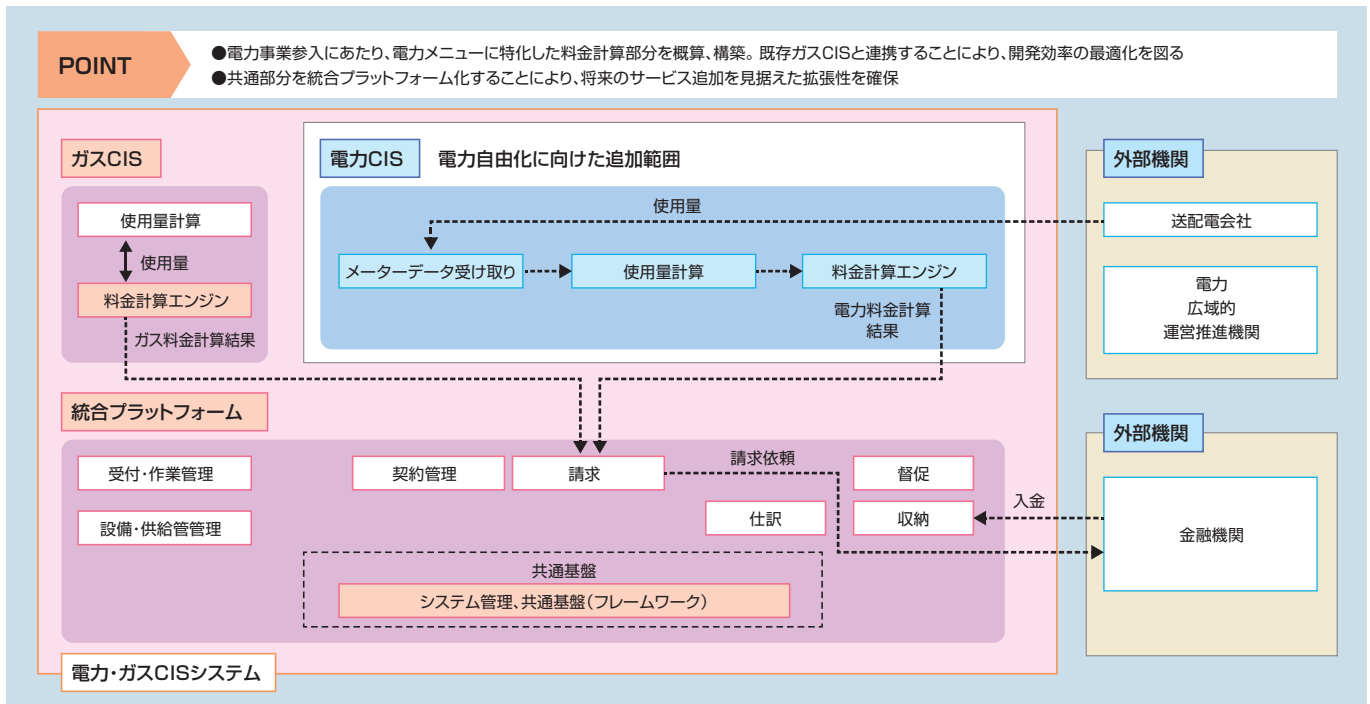 POINT
●電力事業参入にあたり、電力メニューに特化した料金計算部分を概算、構築。既存ガスCISと連携することにより、開発効率の最適化を図る
●共通部分を統合プラットフォーム化することにより、将来のサービス追加を見据えた拡張性を確保
ガスCIS
使用量計算
使用量
料金計算エンジン
ガス料金計算結果
電力CIS 電力自由化に向けた追加範囲
使用量
メーターデータ受け取り
使用量計算
料金計算エンジン
電力料金計算
結果
外部機関
送配電会社
電力
広域的
運営推進機関
統合プラットフォーム
受付・作業管理
契約管理
請求
請求依頼
督促
設備・供給管管理
仕訳
収納
入金
共通基盤
システム管理、共通基盤(フレームワーク)
外部機関
金融機関
電力・ガスCISシステム